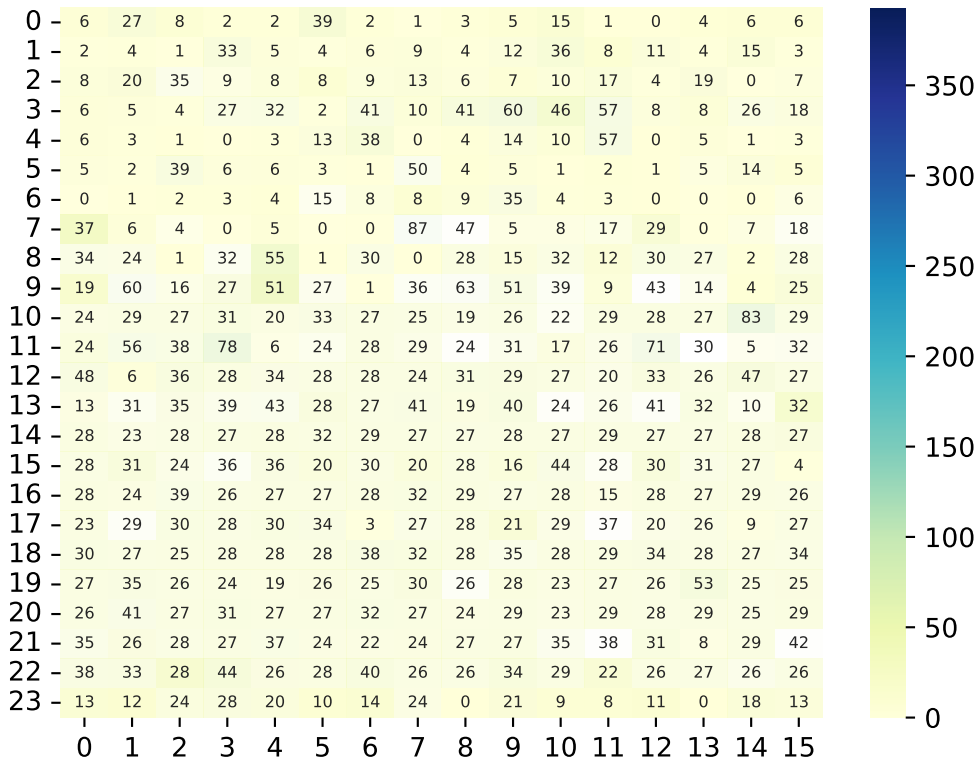 0 6 27 8 2 2 39 2 1 3 5 15 1 0 4 6 6
1 2 4 1 33 5 4 6 9 4 12 36 8 11 4 15 3
2 8 20 35 9 8 8 9 13 6 7 10 17 4 19 0 7
3 6 5 4 27 32 2 41 10 41 60 46 57 8 8 26 18
4 6 3 1 0 3 13 38 0 4 14 10 57 0 5 1 3
5 5 2 39 6 6 3 1 50 4 5 1 2 1 5 14 5
6 0 1 2 3 4 15 8 8 9 35 4 3 0 0 0 6
7 37 6 4 0 5 0 0 87 47 5 8 17 29 0 7 18
8 34 24 1 32 55 1 30 0 28 15 32 12 30 27 2 28
9 19 60 16 27 51 27 1 36 63 51 39 9 43 14 4 25
10 24 29 27 31 20 33 27 25 19 26 22 29 28 27 83 29
11 24 56 38 78 6 24 28 29 24 31 17 26 71 30 5 32
12 48 6 36 28 34 28 28 24 31 29 27 20 33 26 47 27
13 13 31 35 39 43 28 27 41 19 40 24 26 41 32 10 32
14 28 23 28 27 28 32 29 27 27 28 27 29 27 27 28 27
15 28 31 24 36 36 20 30 20 28 16 44 28 30 31 27 4
16 28 24 39 26 27 27 28 32 29 27 28 15 28 27 29 26
17 23 29 30 28 30 34 3 27 28 21 29 37 20 26 9 27
18 30 27 25 28 28 28 38 32 28 35 28 29 34 28 27 34
19 27 35 26 24 19 26 25 30 26 28 23 27 26 53 25 25
20 26 41 27 31 27 27 32 27 24 29 23 29 28 29 25 29
21 35 26 28 27 37 24 22 24 27 27 35 38 31 8 29 42
22 38 33 28 44 26 28 40 26 26 34 29 22 26 27 26 26
23 13 12 24 28 20 10 14 24 0 21 9 8 11 0 18 13
0 1 2 3 4 5 6 7 8 9 10 11 12 13 14 15
350
300
250
200
150
100
50
0